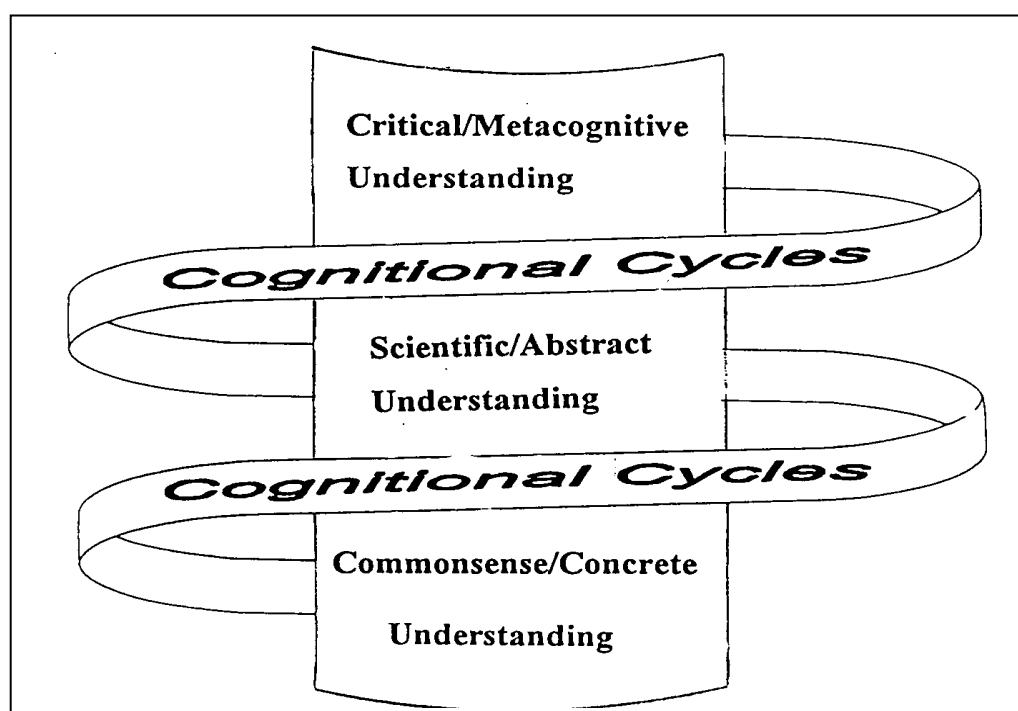 Critical/Metacognitive
Understanding
Cognitional Cycles
Scientific/Abstract
Understanding
Cognitional Cycles
Commonsense/Concrete
Understanding